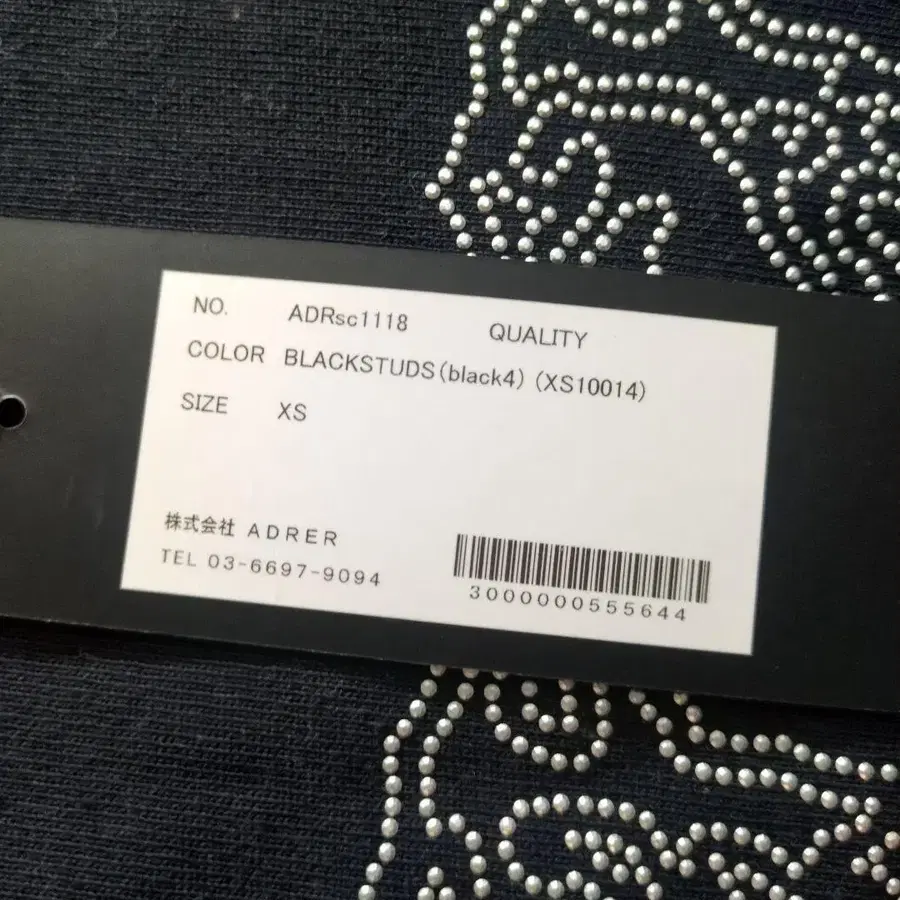 NO. ADRsc1118 QUALITY
COLOR BLACKSTUDS(black4) (XS10014)
SIZE XS
株式会社 ADRER
TEL 03-6697-9094
3000000555644